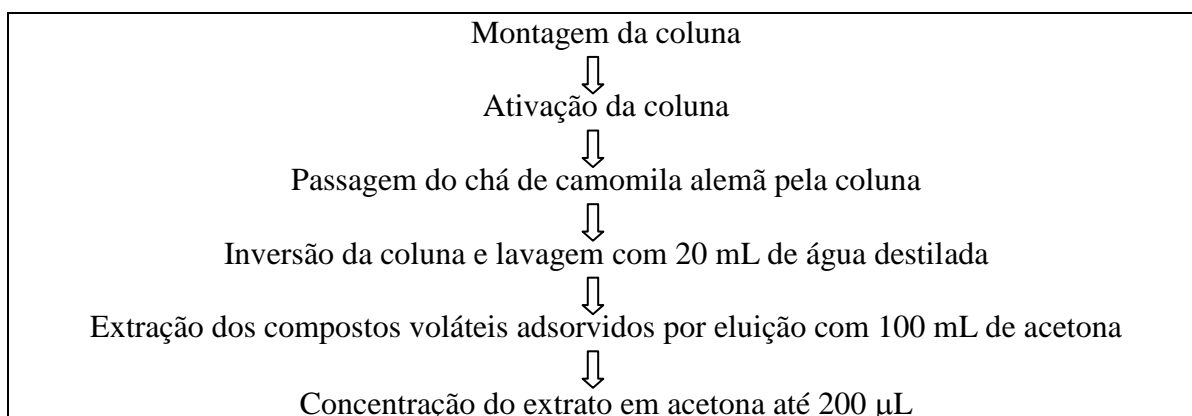 Montagem da coluna
Ativação da coluna
Passagem do chá de camomila alemã pela coluna
Inversão da coluna e lavagem com 20 mL de água destilada
Extração dos compostos voláteis adsorvidos por eluição com 100 mL de acetona
Concentração do extrato em acetona até 200 μL